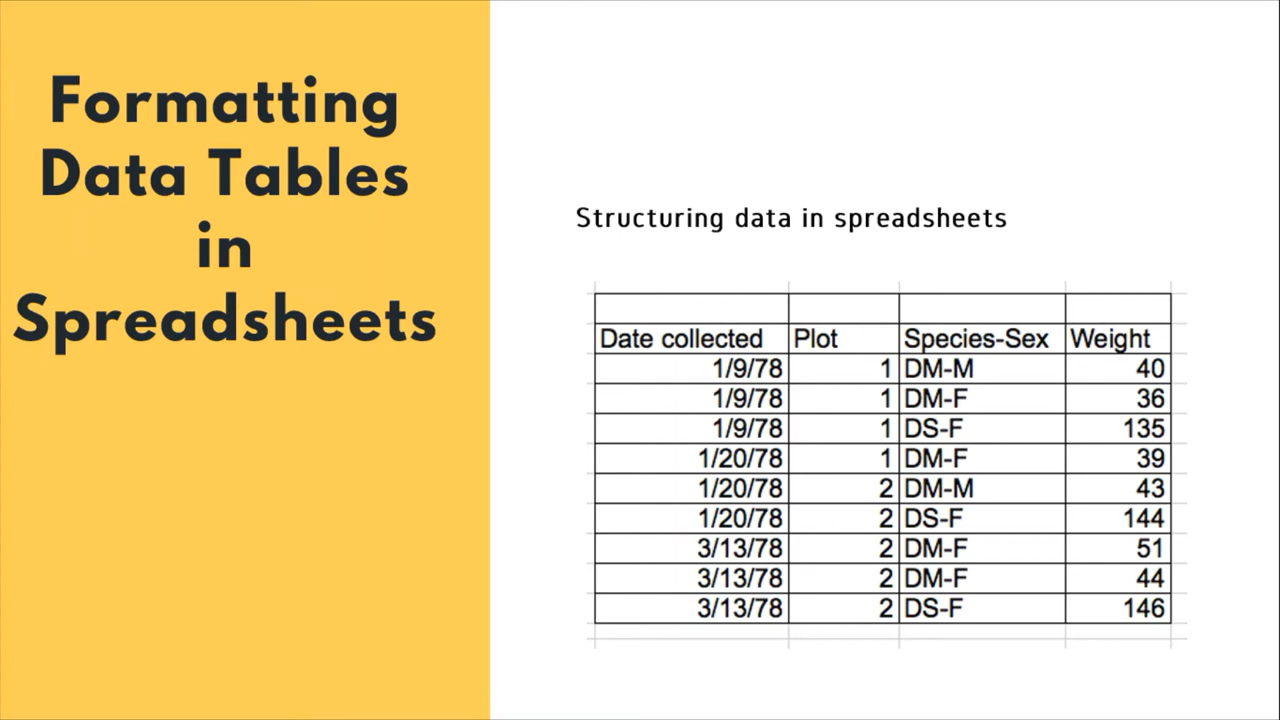 Formatting
Data Tables
in
Spreadsheets
Structuring data in spreadsheets
Date collected Plot Species-Sex Weight
1/9/78 1 DM-M 40
1/9/78 1 DM-F 36
1/9/78 1 DS-F 135
1/20/78 1 DM-F 39
1/20/78 2 DM-M 43
1/20/78 2 DS-F 144
3/13/78 2 DM-F 51
3/13/78 2 DM-F 44
3/13/78 2 DS-F 146